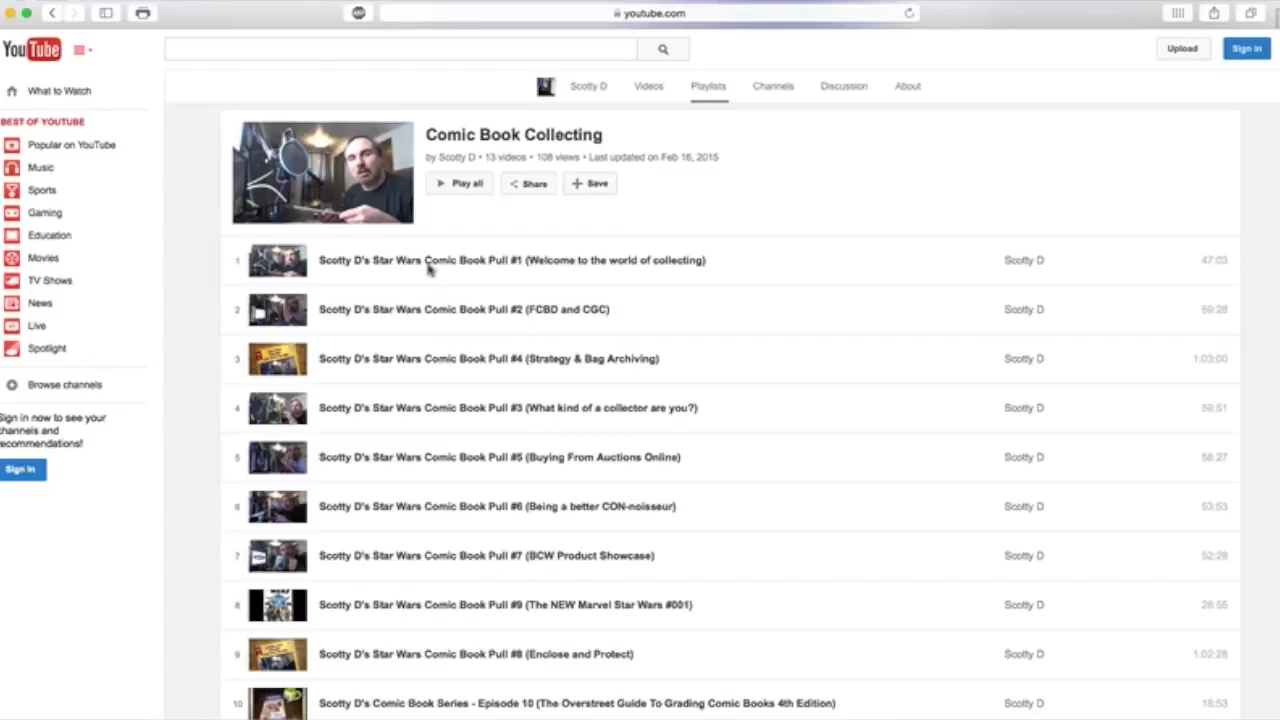 youtube.com
YouTube
Upload
Sign in
What to Watch
BEST OF YOUTUBE
Popular on YouTube
Music
Sports
Gaming
Education
Movies
TV Shows
News
Live
Spotlight
Browse channels
Sign in now to see your
channels and
recommendations!
Sign in
Scotty D Videos Playlists Channels Discussion About
Comic Book Collecting
by Scotty D • 13 videos • 108 views • Last updated on Feb 16, 2015
Play all Share Save
1 Scotty D's Star Wars Comic Book Pull #1 (Welcome to the world of collecting) Scotty D 47:03
2 Scotty D's Star Wars Comic Book Pull #2 (FCBD and CGC) Scotty D 59:28
3 Scotty D's Star Wars Comic Book Pull #4 (Strategy & Bag Archiving) Scotty D 1:03:00
4 Scotty D's Star Wars Comic Book Pull #3 (What kind of a collector are you?) Scotty D 59:51
5 Scotty D's Star Wars Comic Book Pull #5 (Buying From Auctions Online) Scotty D 58:27
6 Scotty D's Star Wars Comic Book Pull #6 (Being a better CON-noisseur) Scotty D 53:53
7 Scotty D's Star Wars Comic Book Pull #7 (BCW Product Showcase) Scotty D 52:28
8 Scotty D's Star Wars Comic Book Pull #9 (The NEW Marvel Star Wars #001) Scotty D 28:55
9 Scotty D's Star Wars Comic Book Pull #8 (Enclose and Protect) Scotty D 1:02:28
10 Scotty D's Comic Book Series - Episode 10 (The Overstreet Guide To Grading Comic Books 4th Edition) Scotty D 18:53